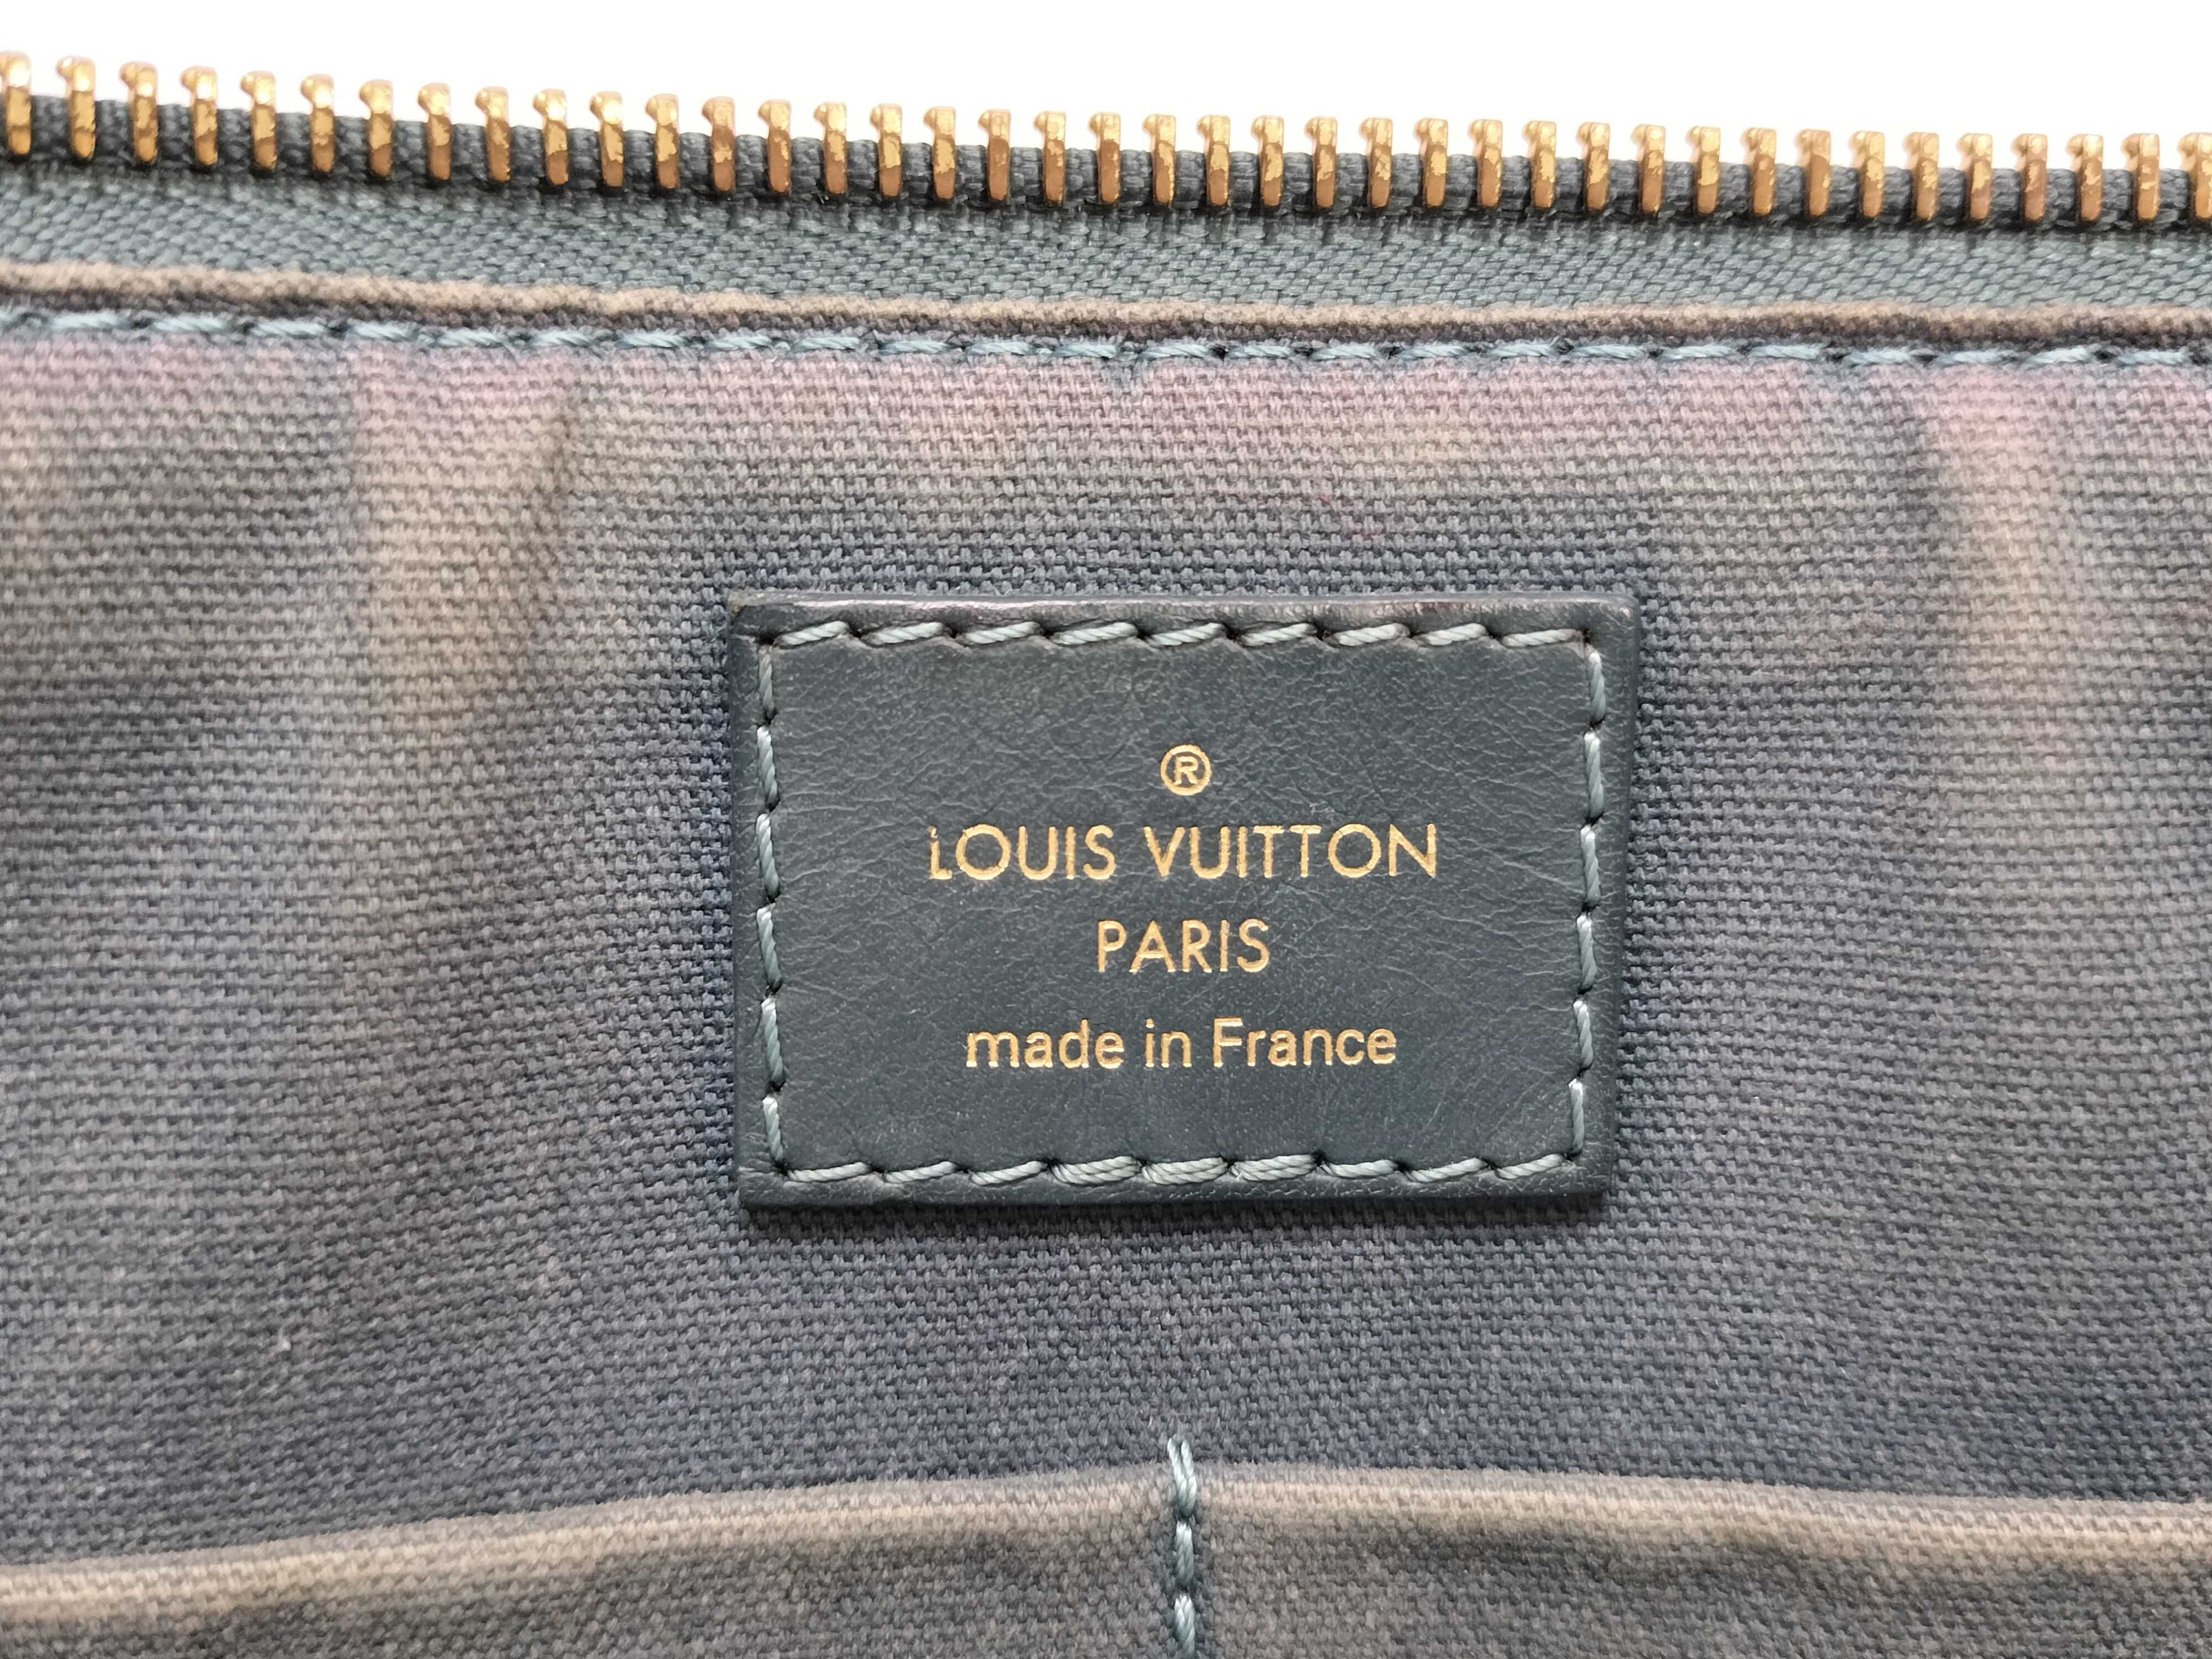 ®
LOUIS VUITTON
PARIS
made in France